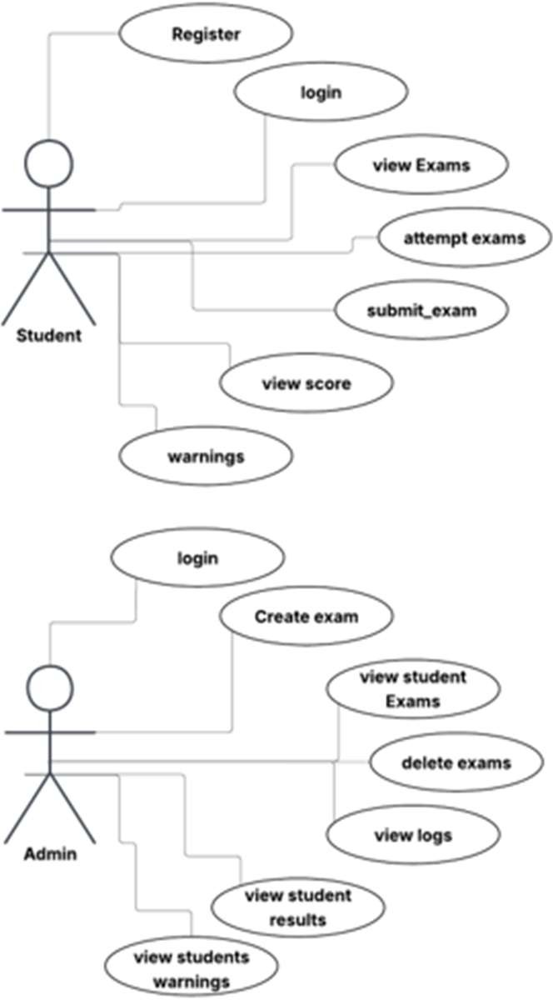 Register
login
view Exams
attempt exams
submit_exam
Student
view score
warnings
login
Create exam
view student
Exams
delete exams
view logs
Admin
view student
results
view students
warnings